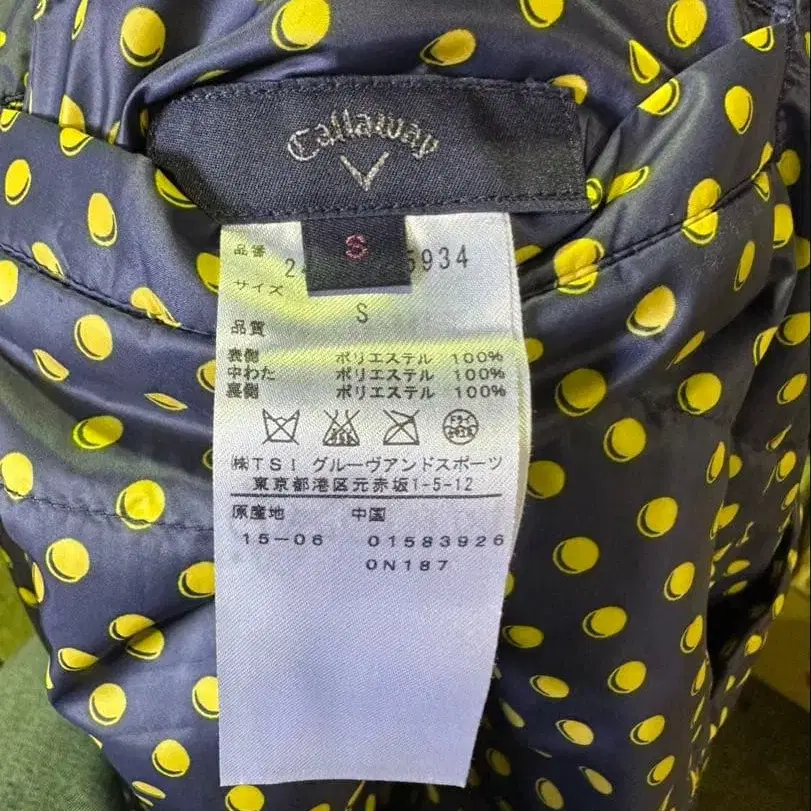 Callaway
S
品番
5934
サイズ
S
品質
表側 ポリエステル 100%
中わた ポリエステル 100%
裏側 ポリエステル 100%
㈱TSI グルーヴアンドスポーツ
東京都港区元赤坂1-5-12
原産地 中国
15-06 01583926
0N187